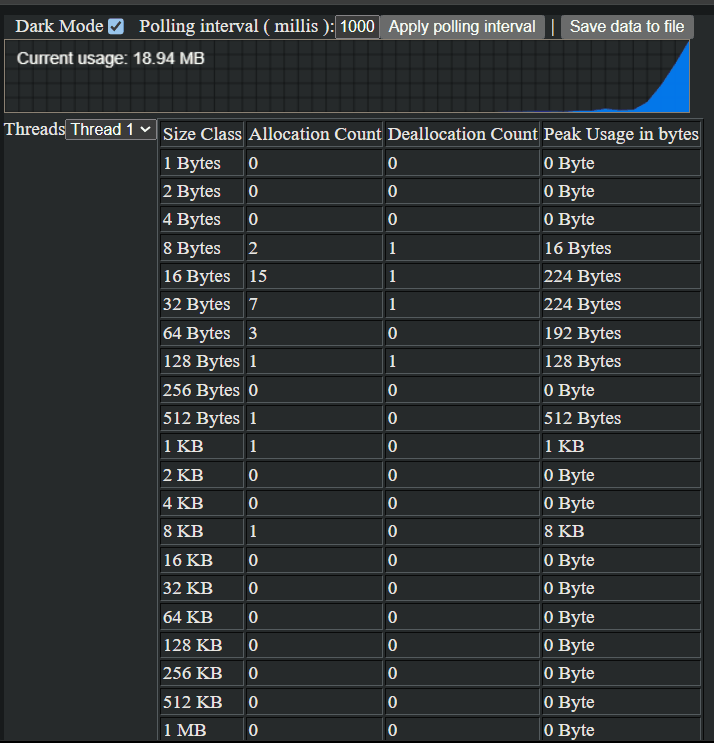 Dark Mode Polling interval ( millis ): 1000 Apply polling interval | Save data to file
Current usage: 18.94 MB
Threads Thread 1
Size Class Allocation Count Deallocation Count Peak Usage in bytes
1 Bytes 0 0 0 Byte
2 Bytes 0 0 0 Byte
4 Bytes 0 0 0 Byte
8 Bytes 2 1 16 Bytes
16 Bytes 15 1 224 Bytes
32 Bytes 7 1 224 Bytes
64 Bytes 3 0 192 Bytes
128 Bytes 1 1 128 Bytes
256 Bytes 0 0 0 Byte
512 Bytes 1 0 512 Bytes
1 KB 1 0 1 KB
2 KB 0 0 0 Byte
4 KB 0 0 0 Byte
8 KB 1 0 8 KB
16 KB 0 0 0 Byte
32 KB 0 0 0 Byte
64 KB 0 0 0 Byte
128 KB 0 0 0 Byte
256 KB 0 0 0 Byte
512 KB 0 0 0 Byte
1 MB 0 0 0 Byte